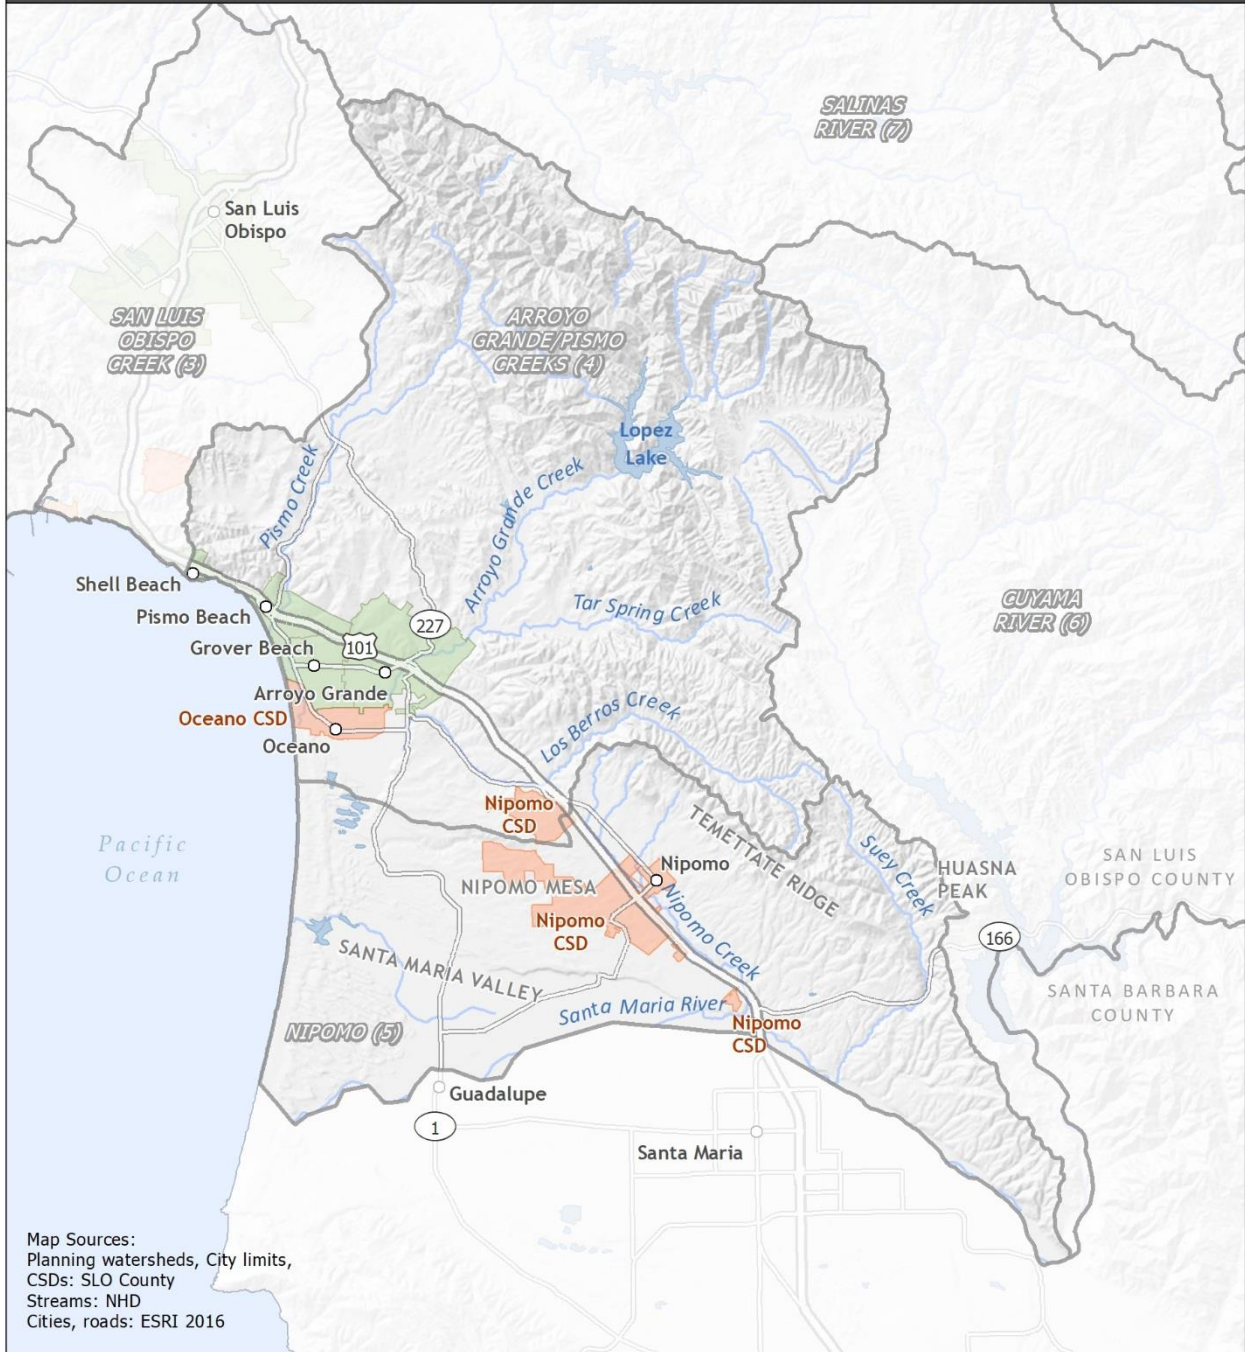 SALINAS
RIVER (7)
San Luis
Obispo
SAN LUIS
OBISPO
CREEK (3)
ARROYO
GRANDE/PISMO
CREEKS (4)
Lopez
Lake
Pismo Creek
Arroyo Grande Creek
Shell Beach
Pismo Beach
Tar Spring Creek
CUYAMA
RIVER (6)
227
101
Grover Beach
Arroyo Grande
Oceano CSD
Oceano
Los Berros Creek
Nipomo
CSD
TEMETTATE RIDGE
Suey Creek
Pacific
Ocean
Nipomo
NIPOMO MESA
HUASNA
PEAK
SAN LUIS
OBISPO COUNTY
Nipomo
CSD
Nipomo Creek
166
SANTA MARIA VALLEY
SANTA BARBARA
COUNTY
Santa Maria River
NIPOMO (5)
Nipomo
CSD
Guadalupe
1
Santa Maria
Map Sources:
Planning watersheds, City limits,
CSDs: SLO County
Streams: NHD
Cities, roads: ESRI 2016